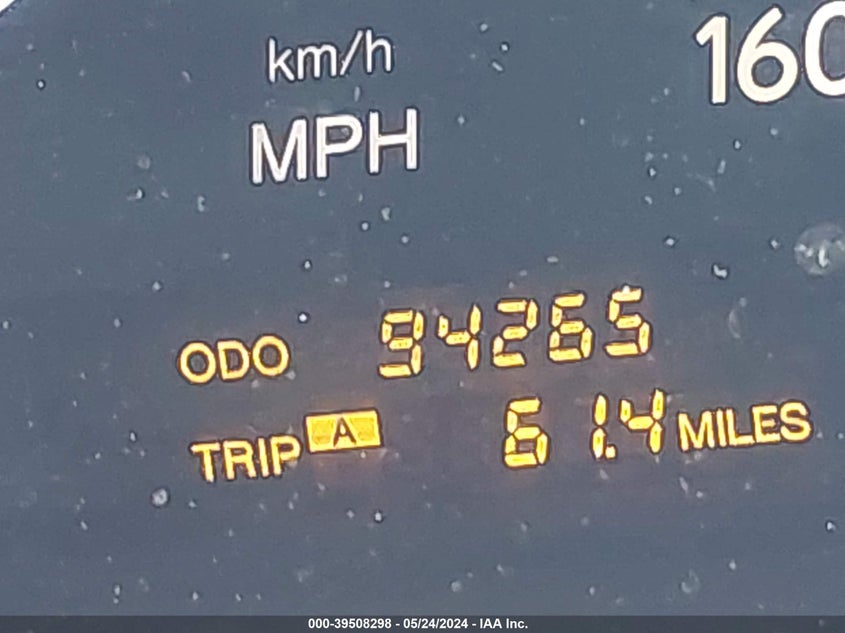 km/h
MPH
160
ODO 94265
TRIP A 61.4 MILES
000-39508298 - 05/24/2024 - IAA Inc.